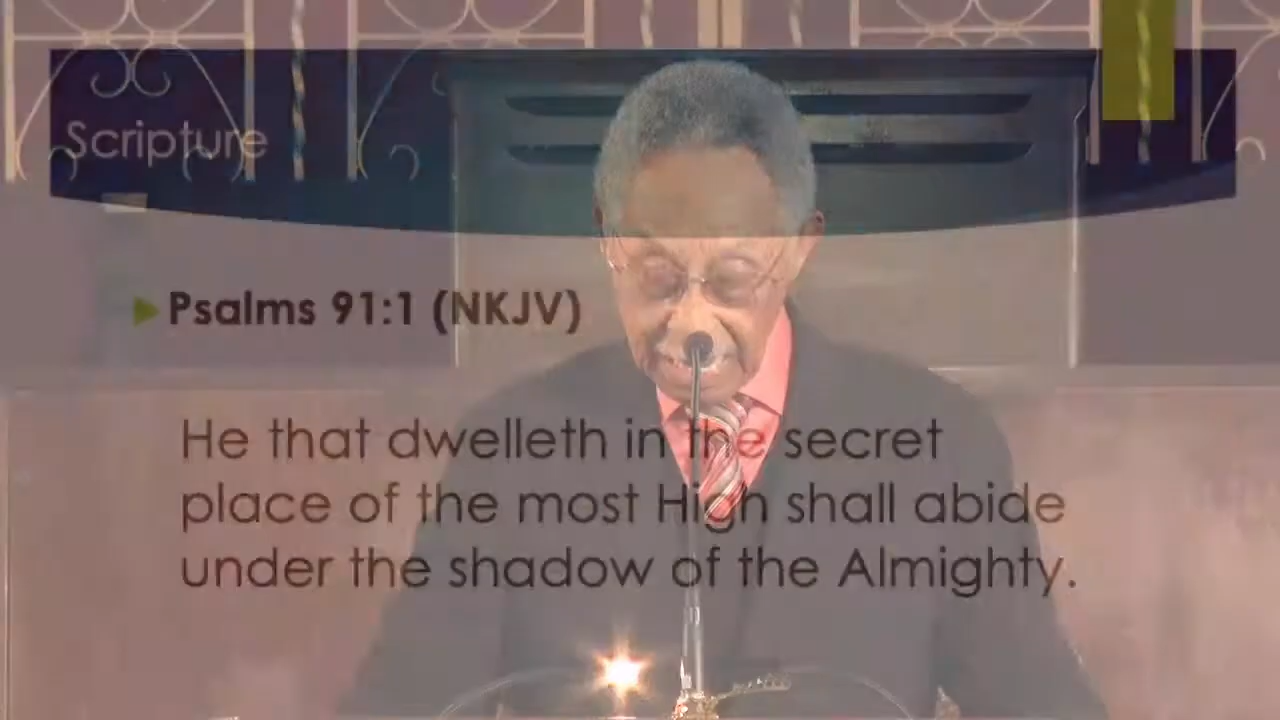 Scripture
Psalms 91:1 (NKJV)
He that dwelleth in the secret
place of the most High shall abide
under the shadow of the Almighty.